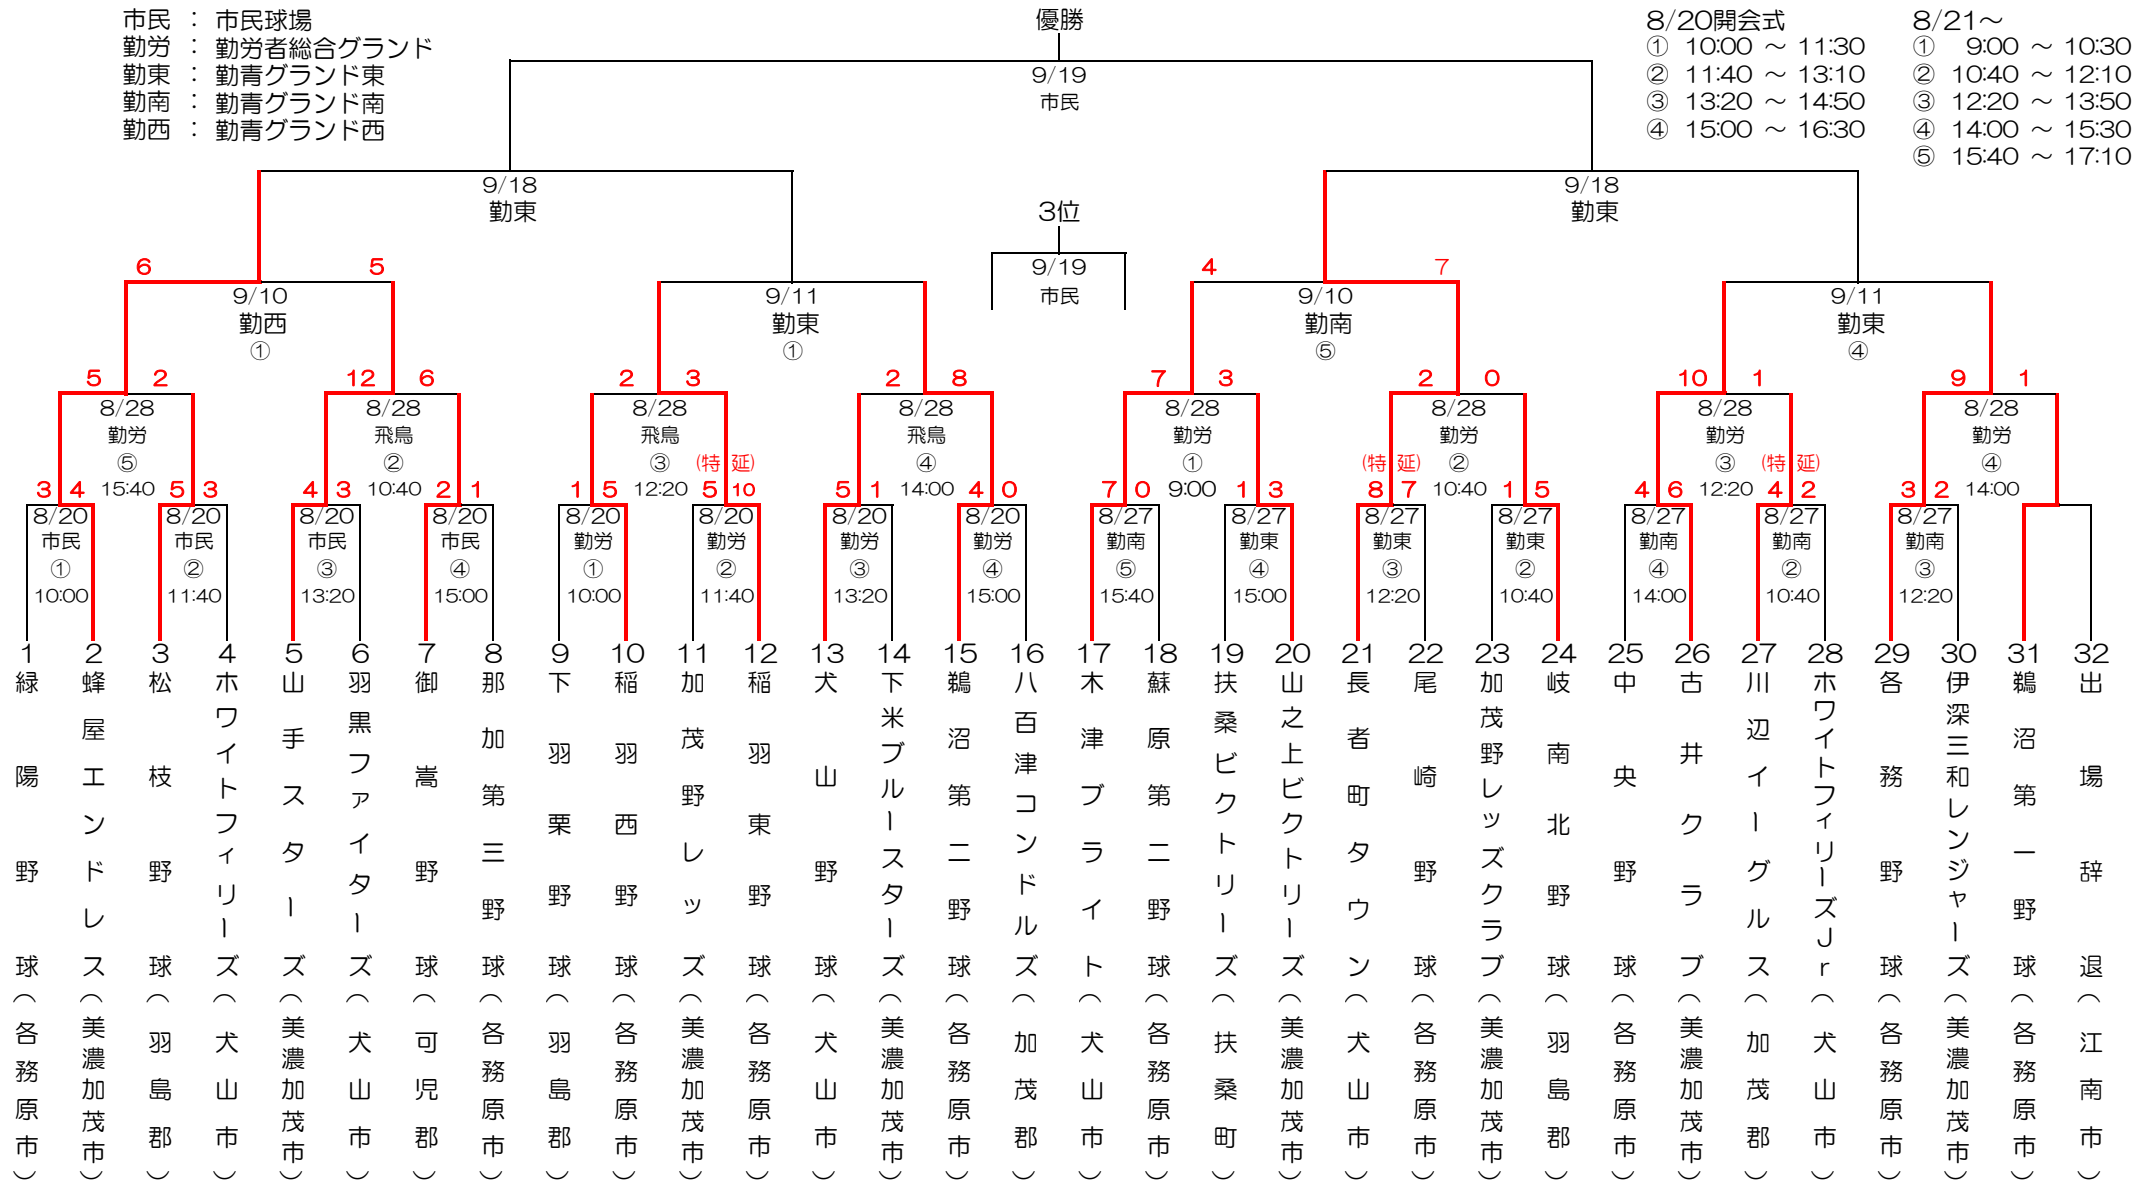 市民 ： 市民球場
勤労 ： 勤労者総合グランド
勤東 ： 勤青グランド東
勤南 ： 勤青グランド南
勤西 ： 勤青グランド西
優勝
9/19
市民
8/20開会式
① 10:00 ～ 11:30
② 11:40 ～ 13:10
③ 13:20 ～ 14:50
④ 15:00 ～ 16:30
8/21～
① 9:00 ～ 10:30
② 10:40 ～ 12:10
③ 12:20 ～ 13:50
④ 14:00 ～ 15:30
⑤ 15:40 ～ 17:10
9/18
勤東
9/18
勤東
3位
9/19
市民
6 5
9/10
勤西
①
9/11
勤東
①
4 7
9/10
勤南
⑤
9/11
勤東
④
5 2
8/28
勤労
⑤
15:40
12 6
8/28
飛鳥
②
10:40
2 3
8/28
飛鳥
③
12:20
2 8
8/28
飛鳥
④
14:00
7 3
8/28
勤労
①
9:00
2 0
8/28
勤労
②
10:40
10 1
8/28
勤労
③
12:20
9 1
8/28
勤労
④
14:00
3 4
8/20
市民
①
10:00
5 3
8/20
市民
②
11:40
4 3
8/20
市民
③
13:20
2 1
8/20
市民
④
15:00
1 5
8/20
勤労
①
10:00
(特延)
5 10
8/20
勤労
②
11:40
5 1
8/20
勤労
③
13:20
4 0
8/20
勤労
④
15:00
7 0
8/27
勤南
⑤
15:40
1 3
8/27
勤東
④
15:00
(特延)
8 7
8/27
勤東
③
12:20
1 5
8/27
勤東
②
10:40
4 6
8/27
勤南
④
14:00
(特延)
4 2
8/27
勤南
②
10:40
3 2
8/27
勤南
③
12:20
1 緑陽野球（各務原市）
2 蜂屋エンドレス（美濃加茂市）
3 松枝野球（羽島郡）
4 ホワイトフィリーズ（犬山市）
5 山手スターズ（美濃加茂市）
6 羽黒ファイターズ（犬山市）
7 御嵩野球（可児郡）
8 那加第三野球（各務原市）
9 下羽栗野球（羽島郡）
10 稲羽西野球（各務原市）
11 加茂野レッズ（美濃加茂市）
12 稲羽東野球（各務原市）
13 犬山野球（犬山市）
14 下米ブルースターズ（美濃加茂市）
15 鵜沼第二野球（各務原市）
16 八百津コンドルズ（加茂郡）
17 木津ブライト（犬山市）
18 蘇原第二野球（各務原市）
19 扶桑ビクトリーズ（扶桑町）
20 山之上ビクトリーズ（美濃加茂市）
21 長者町タウン（犬山市）
22 尾崎野球（各務原市）
23 加茂野レッズクラブ（美濃加茂市）
24 岐南北野球（羽島郡）
25 中央野球（各務原市）
26 古井クラブ（美濃加茂市）
27 川辺イーグルス（加茂郡）
28 ホワイトフィリーズJr（犬山市）
29 各務野球（各務原市）
30 伊深三和レンジャーズ（美濃加茂市）
31 鵜沼第一野球（各務原市）
32 出場辞退（江南市）